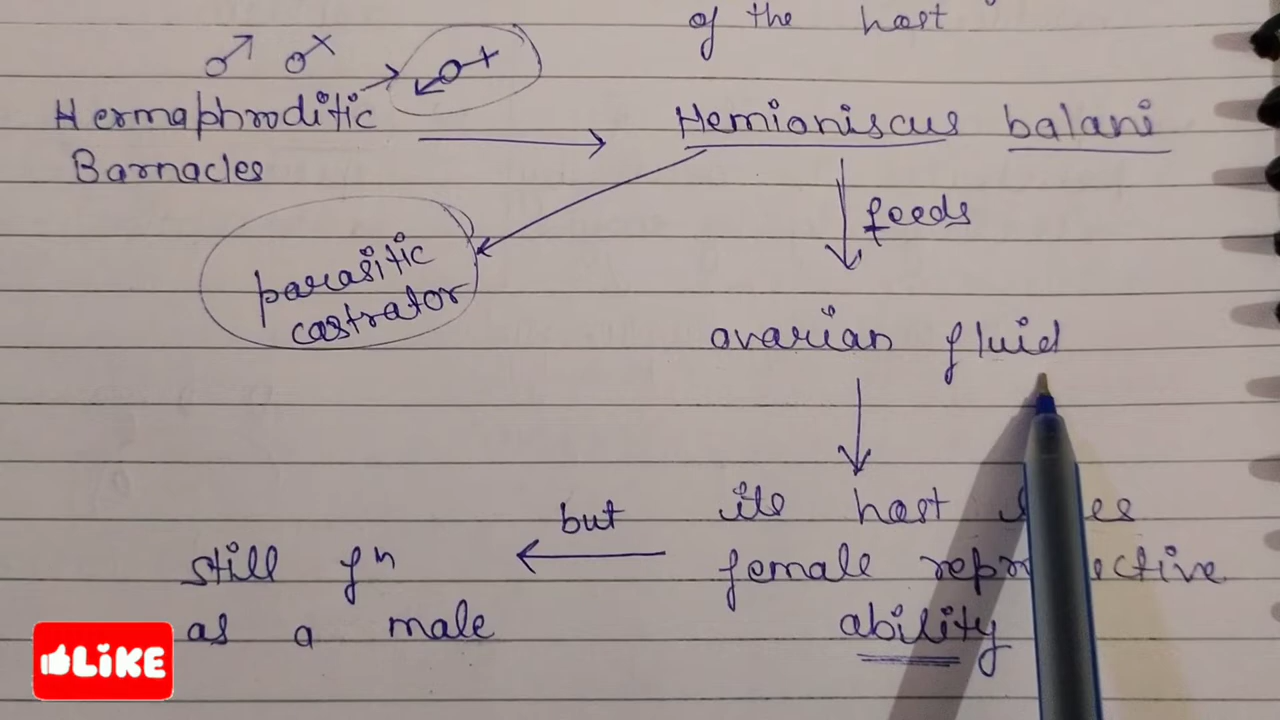 of the host
♂ ♀
Hermaphroditic
Barnacles
Hemioniscus balani
feeds
parasitic
castrator
ovarian fluid
but
its host
female
ability
still fⁿ
as a male
LIKE